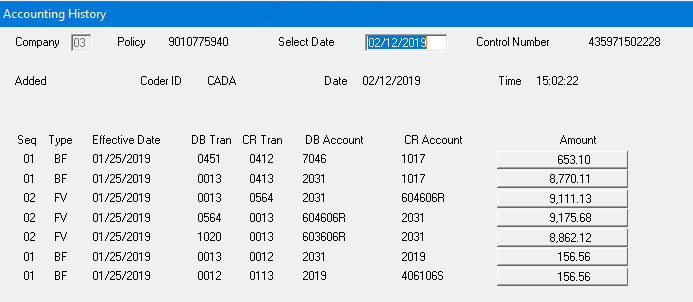 Accounting History
Company 03 Policy 9010775940 Select Date 02/12/2019 Control Number 435971502228
Added Coder ID CADA Date 02/12/2019 Time 15:02:22
Seq Type Effective Date DB Tran CR Tran DB Account CR Account Amount
01 BF 01/25/2019 0451 0412 7046 1017 653.10
01 BF 01/25/2019 0013 0413 2031 1017 8,770.11
02 FV 01/25/2019 0013 0564 2031 604606R 9,111.13
02 FV 01/25/2019 0564 0013 604606R 2031 9,175.68
02 FV 01/25/2019 1020 0013 603606R 2031 8,862.12
01 BF 01/25/2019 0013 0012 2031 2019 156.56
01 BF 01/25/2019 0012 0113 2019 406106S 156.56